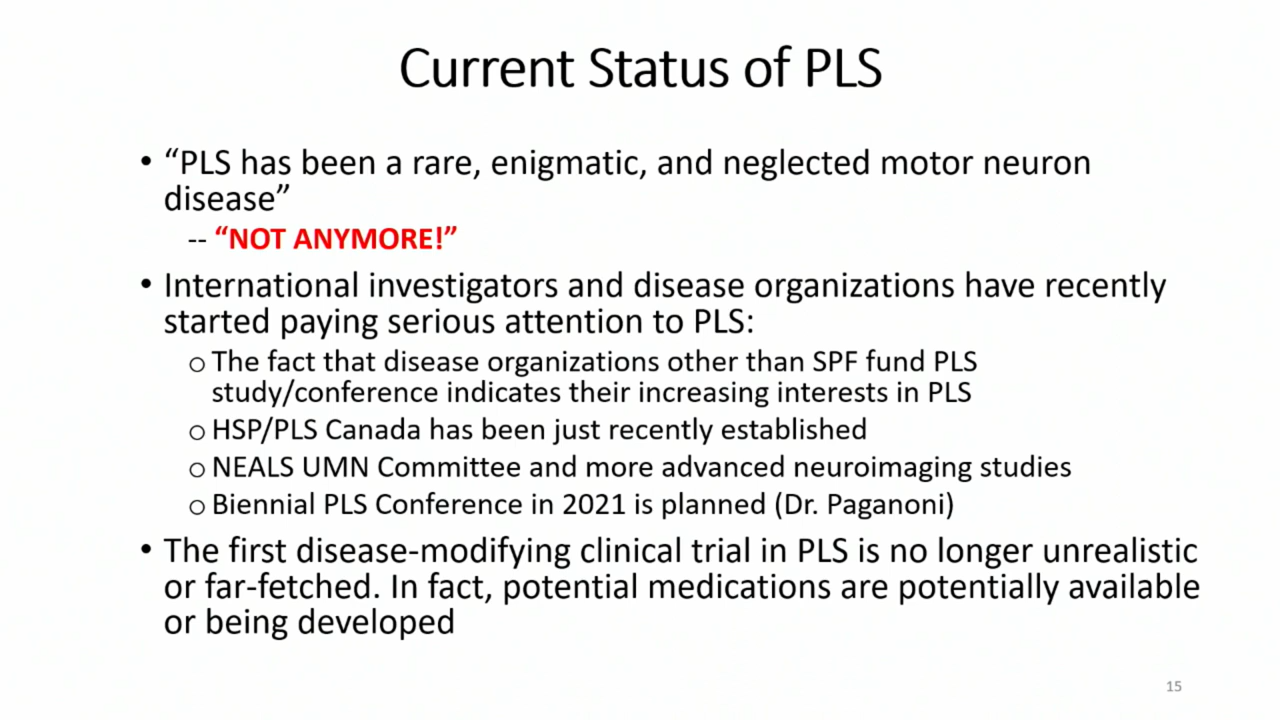 Current Status of PLS
• “PLS has been a rare, enigmatic, and neglected motor neuron
disease”
-- “NOT ANYMORE!”
• International investigators and disease organizations have recently
started paying serious attention to PLS:
o The fact that disease organizations other than SPF fund PLS
study/conference indicates their increasing interests in PLS
o HSP/PLS Canada has been just recently established
o NEALS UMN Committee and more advanced neuroimaging studies
o Biennial PLS Conference in 2021 is planned (Dr. Paganoni)
• The first disease-modifying clinical trial in PLS is no longer unrealistic
or far-fetched. In fact, potential medications are potentially available
or being developed
15